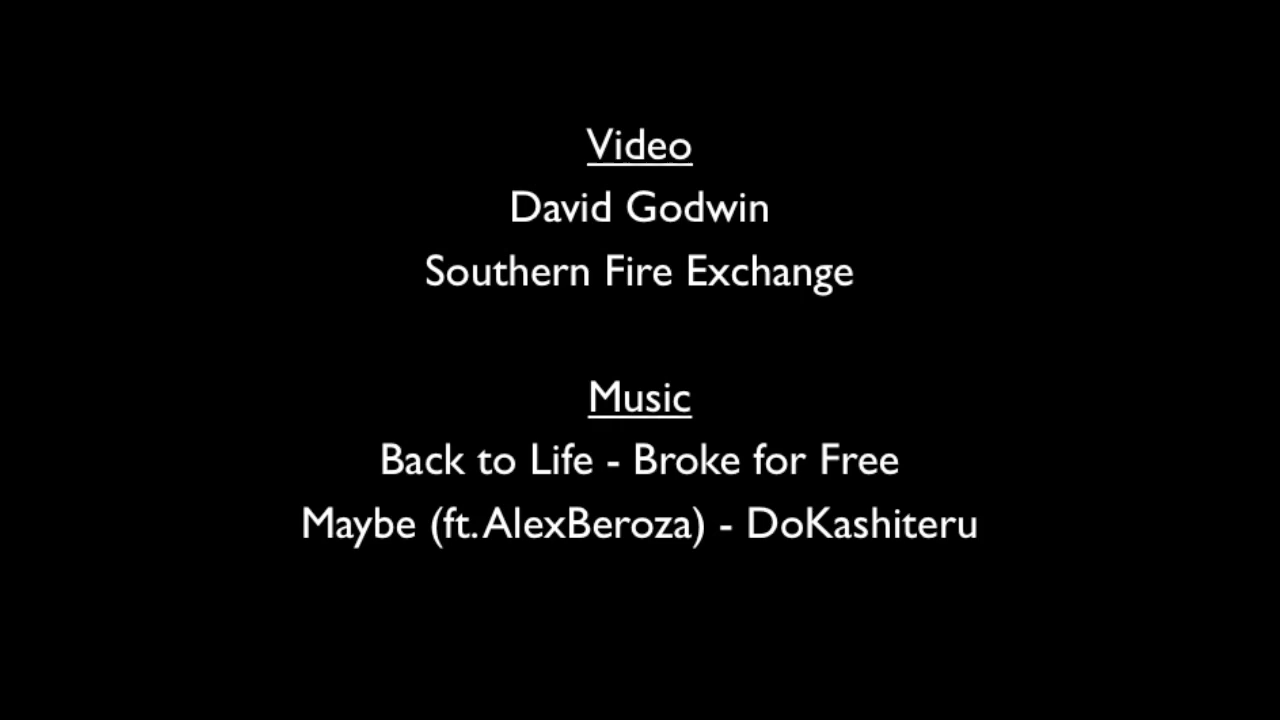 Video
David Godwin
Southern Fire Exchange
Music
Back to Life - Broke for Free
Maybe (ft. AlexBeroza) - DoKashiteru